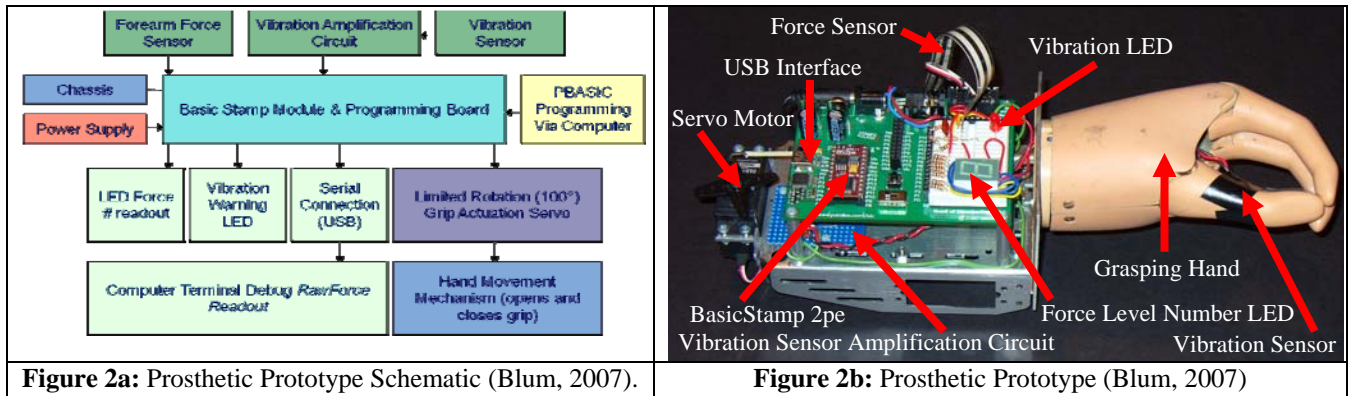 Forearm Force
Sensor
Vibration Amplification
Circuit
Vibration
Sensor
Chassis
Power Supply
Basic Stamp Module & Programming Board
PBASIC
Programming
Via Computer
LED Force
# readout
Vibration
Warning
LED
Serial
Connection
(USB)
Limited Rotation (100°)
Grip Actuation Servo
Computer Terminal Debug RawForce
Readout
Hand Movement
Mechanism (opens and
closes grip)
Force Sensor
Vibration LED
USB Interface
Servo Motor
Grasping Hand
BasicStamp 2pe
Force Level Number LED
Vibration Sensor Amplification Circuit
Vibration Sensor
Figure 2a: Prosthetic Prototype Schematic (Blum, 2007).
Figure 2b: Prosthetic Prototype (Blum, 2007)